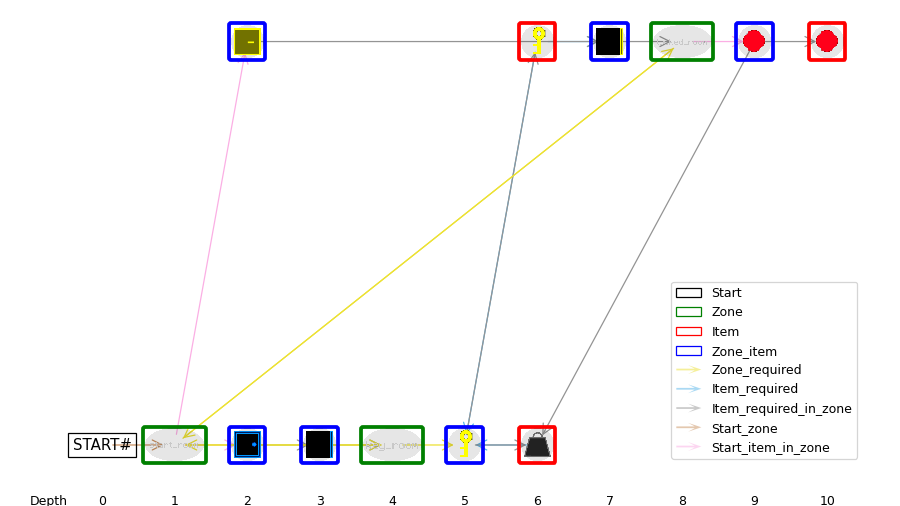 START#
Start
Zone
Item
Zone_item
Zone_required
Item_required
Item_required_in_zone
Start_zone
Start_item_in_zone
Depth 0 1 2 3 4 5 6 7 8 9 10